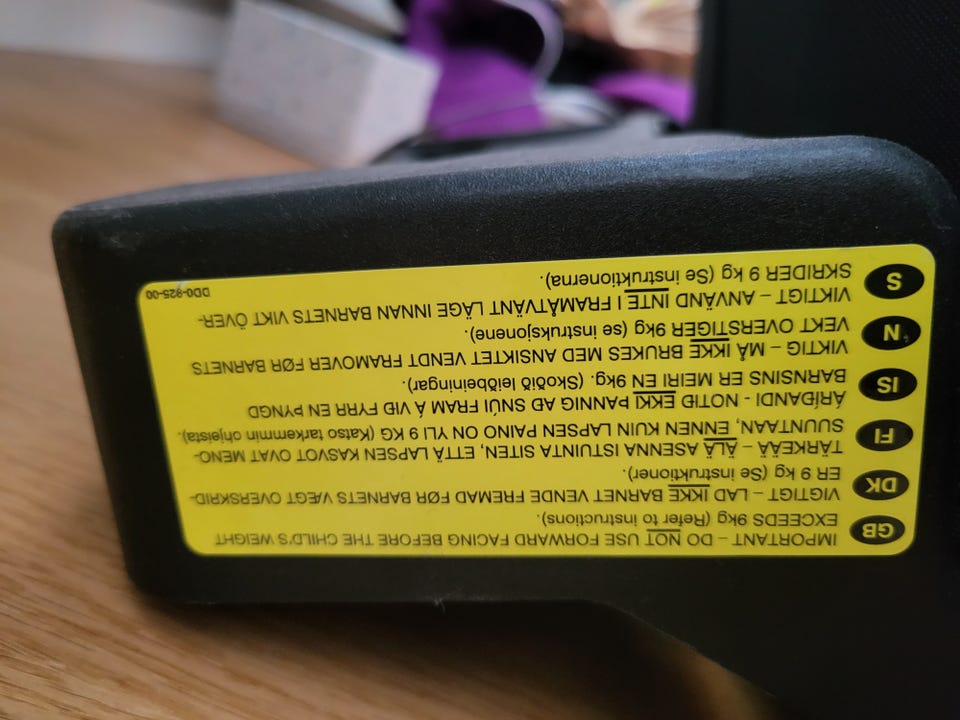 GB IMPORTANT – DO NOT USE FORWARD FACING BEFORE THE CHILD'S WEIGHT
EXCEEDS 9kg (Refer to instructions).
DK VIGTIGT – LAD IKKE BARNET VENDE FREMAD FØR BARNETS VÆGT OVERSKRID-
ER 9 kg (Se instruktioner).
FI TÄRKEÄÄ – ÄLÄ ASENNA ISTUINTA SITEN, ETTÄ LAPSEN KASVOT OVAT MENO-
SUUNTAAN, ENNEN KUIN LAPSEN PAINO ON YLI 9 KG (Katso tarkemmin ohjeista).
IS ÁRÍÐANDI - NOTIÐ EKKI ÞANNIG AÐ SNÚI FRAM Á VIÐ FYRR EN ÞYNGD
BARNSINS ER MEIRI EN 9kg. (Skoðið leiðbeiningar).
N VIKTIG – MÅ IKKE BRUKES MED ANSIKTET VENDT FRAMOVER FØR BARNETS
VEKT OVERSTIGER 9kg (se instruksjonene).
S VIKTIGT – ANVÄND INTE I FRAMÅTVÄNT LÄGE INNAN BARNETS VIKT ÖVER-
SKRIDER 9 kg (Se instruktionerna).
DD0-925-00